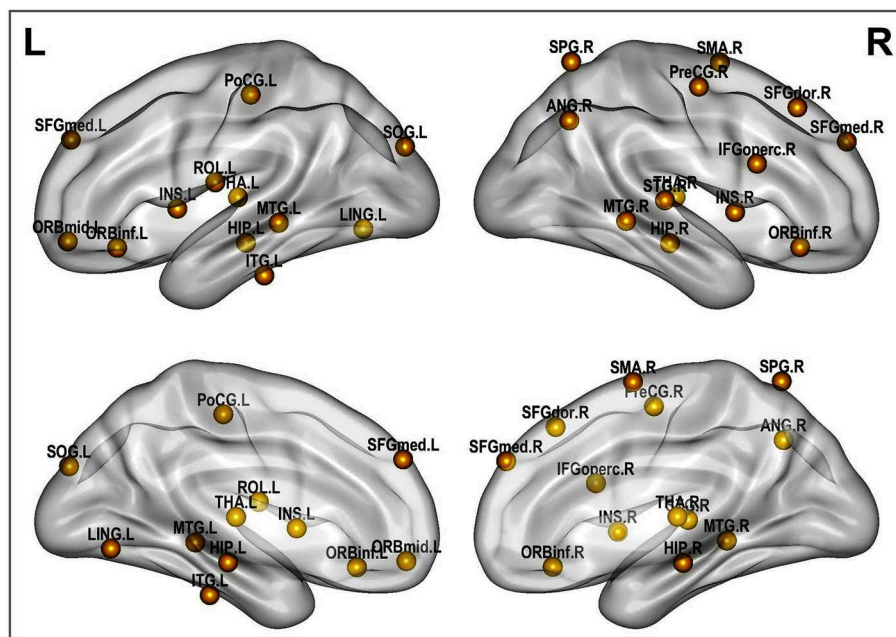 L
R
SPG.R
SMA.R
PoCG.L
PreCG.R
SFGdor.R
SFGmed.L
SOG.L
ANG.R
SFGmed.R
IFGoperc.R
ROL.L
THA.L
INS.L
THA.R
STG.R
INS.R
MTG.L
LING.L
MTG.R
ORBmid.L
ORBinf.L
HIP.L
HIP.R
ORBinf.R
ITG.L
SMA.R
SPG.R
PoCG.L
PreCG.R
SFGdor.R
ANG.R
SOG.L
SFGmed.L
SFGmed.R
IFGoperc.R
ROL.L
THA.L
INS.L
THA.R
INS.R
LING.L
MTG.L
MTG.R
HIP.L
ORBinf.L
ORBmid.L
ORBinf.R
HIP.R
ITG.L